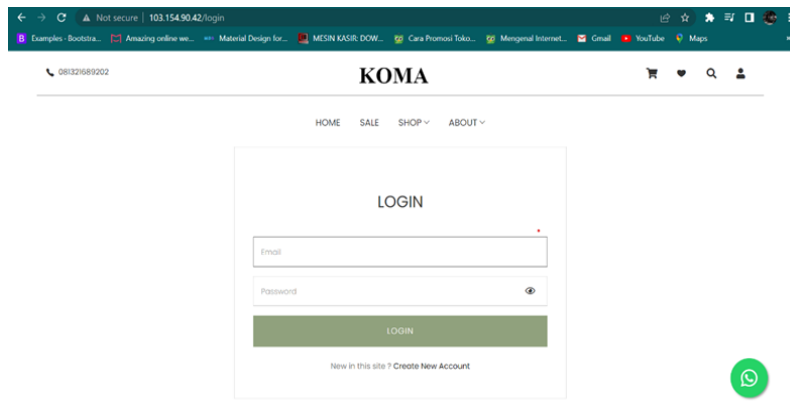 Not secure | 103.154.90.42/login
Examples · Bootstra... Amazing online we... Material Design for... MESIN KASIR: DOW... Cara Promosi Toko... Mengenal Internet... Gmail YouTube Maps
081321689202
KOMA
HOME SALE SHOP ABOUT
LOGIN
*
Email
Password
LOGIN
New in this site ? Create New Account